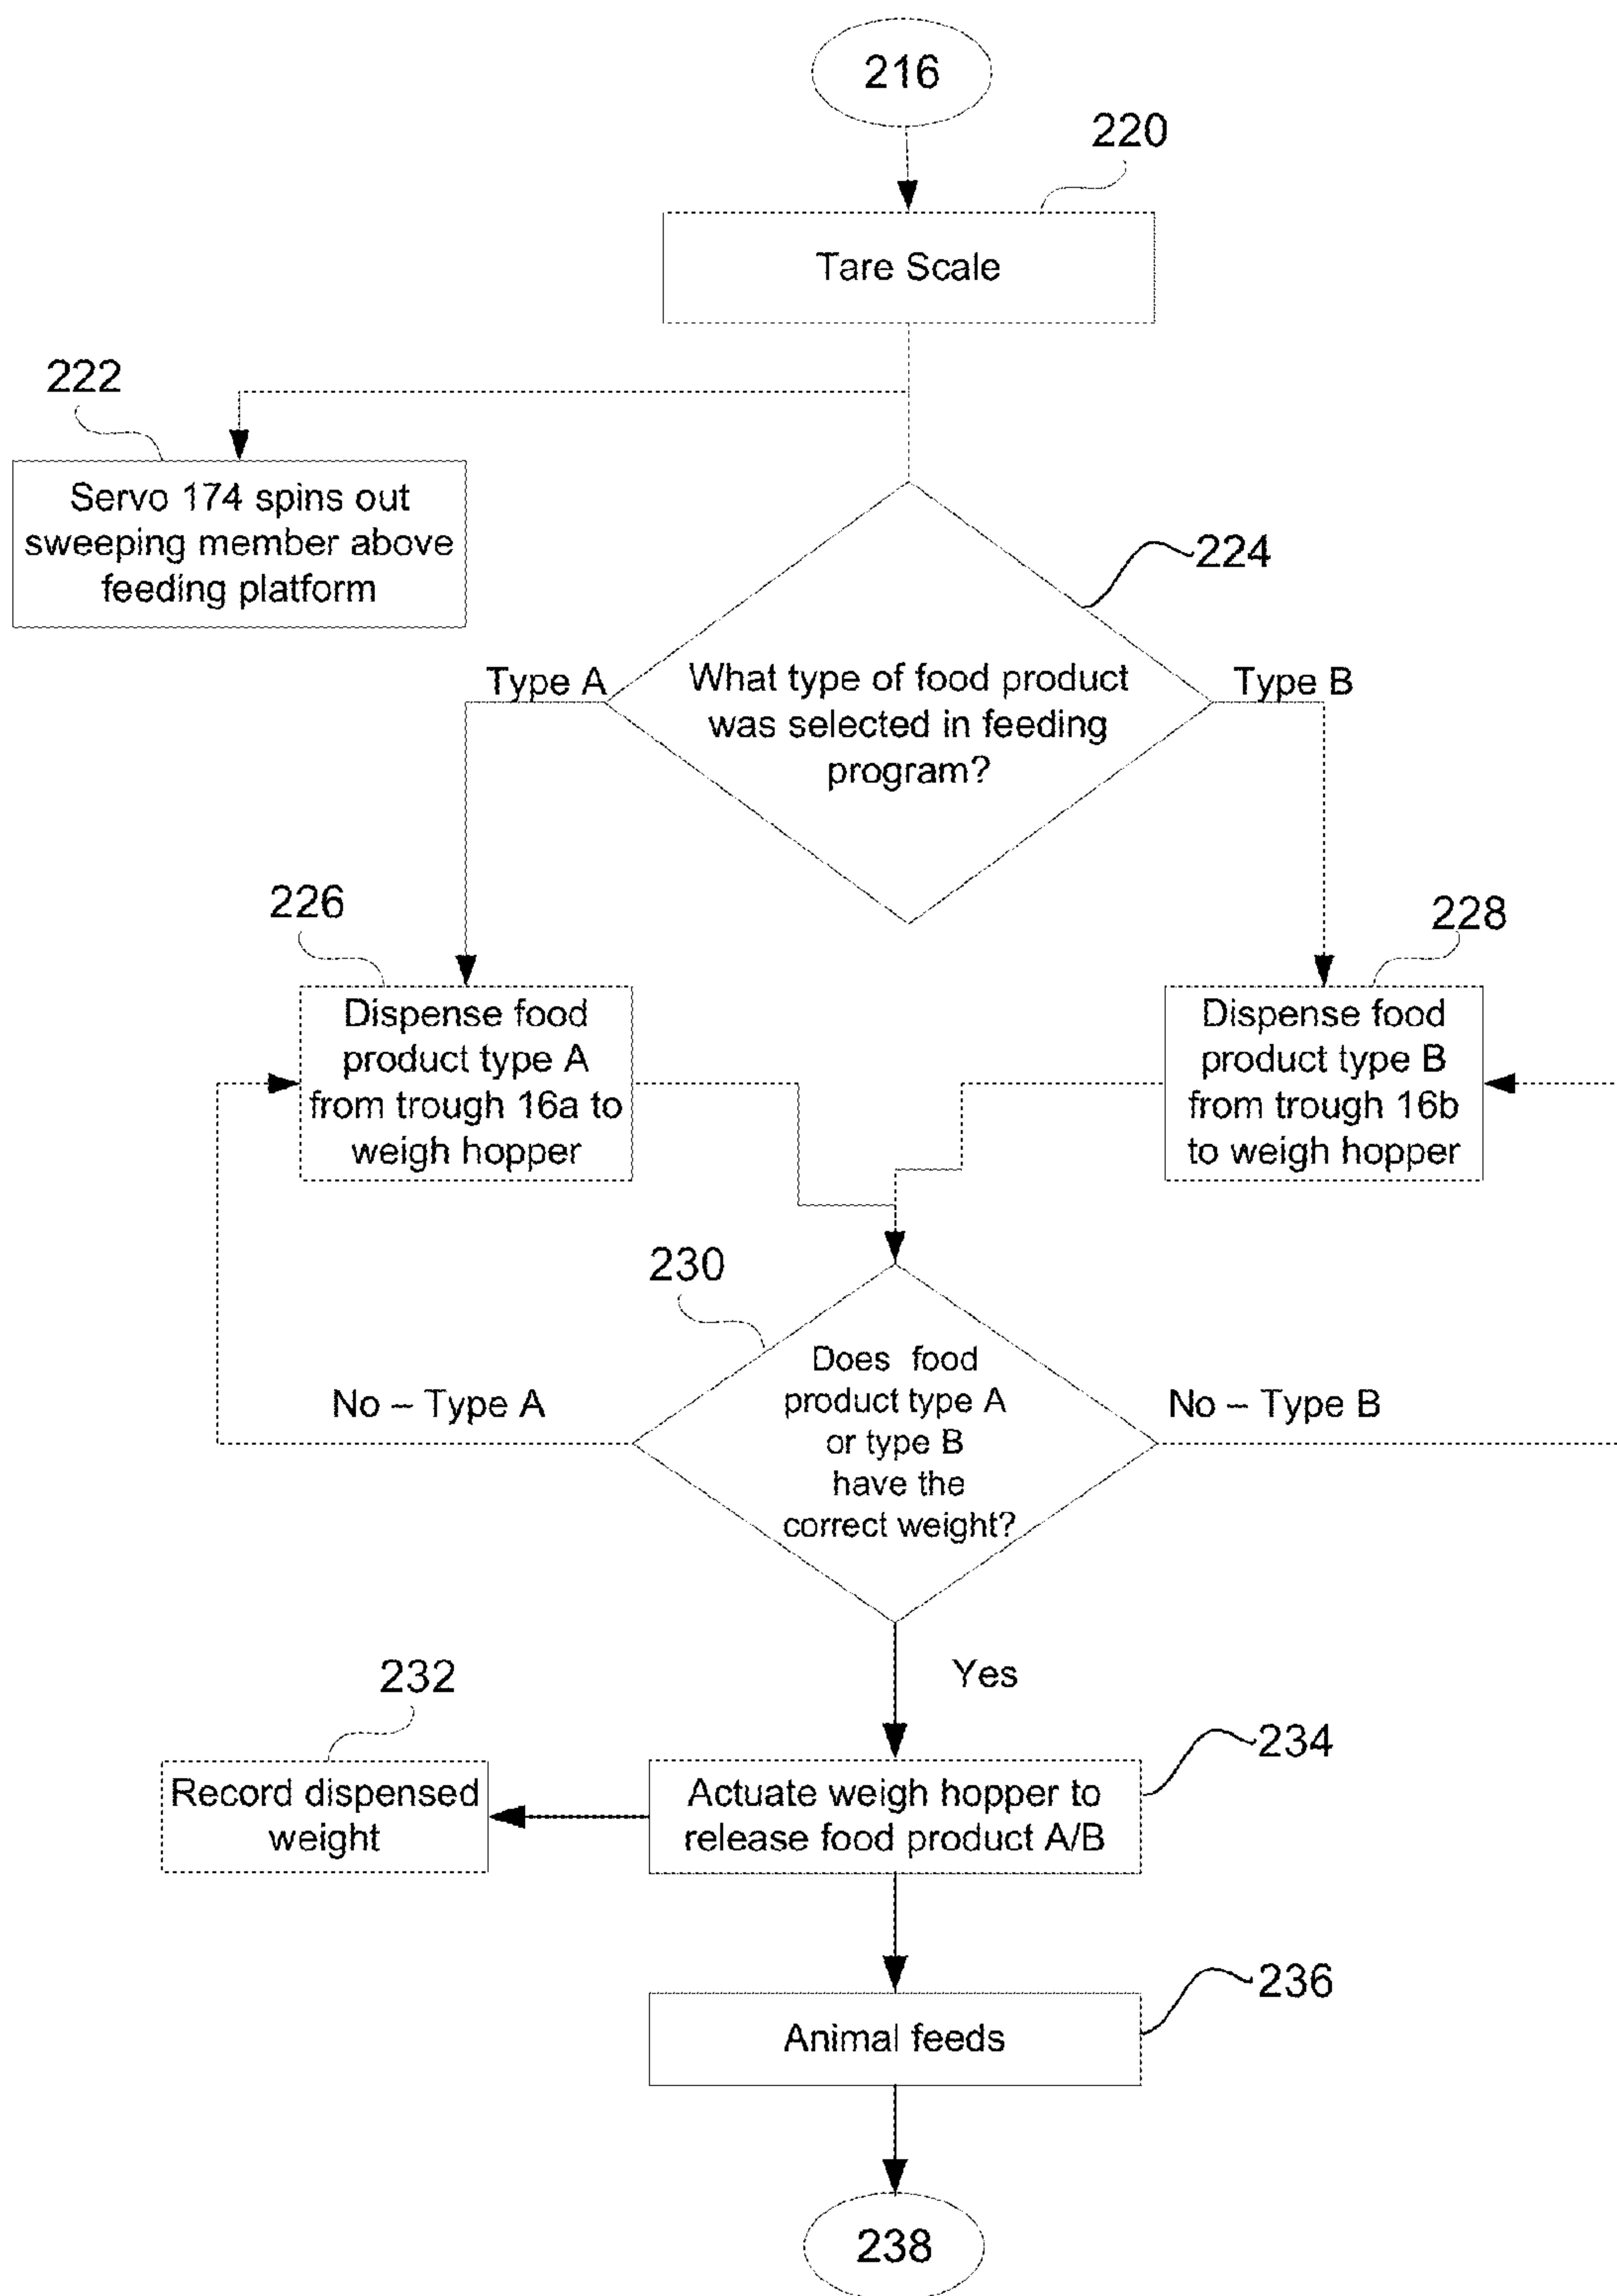 216
220
Tare Scale
222
Servo 174 spins out
sweeping member above
feeding platform
224
Type A
What type of food product
was selected in feeding
program?
Type B
226
Dispense food
product type A
from trough 16a to
weigh hopper
228
Dispense food
product type B
from trough 16b
to weigh hopper
230
Does food
product type A
or type B
have the
correct weight?
No – Type A
No – Type B
Yes
232
Record dispensed
weight
234
Actuate weigh hopper to
release food product A/B
236
Animal feeds
238